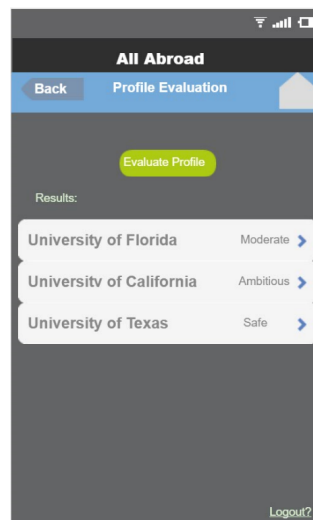 All Abroad
Back Profile Evaluation
Evaluate Profile
Results:
University of Florida Moderate
University of California Ambitious
University of Texas Safe
Logout?